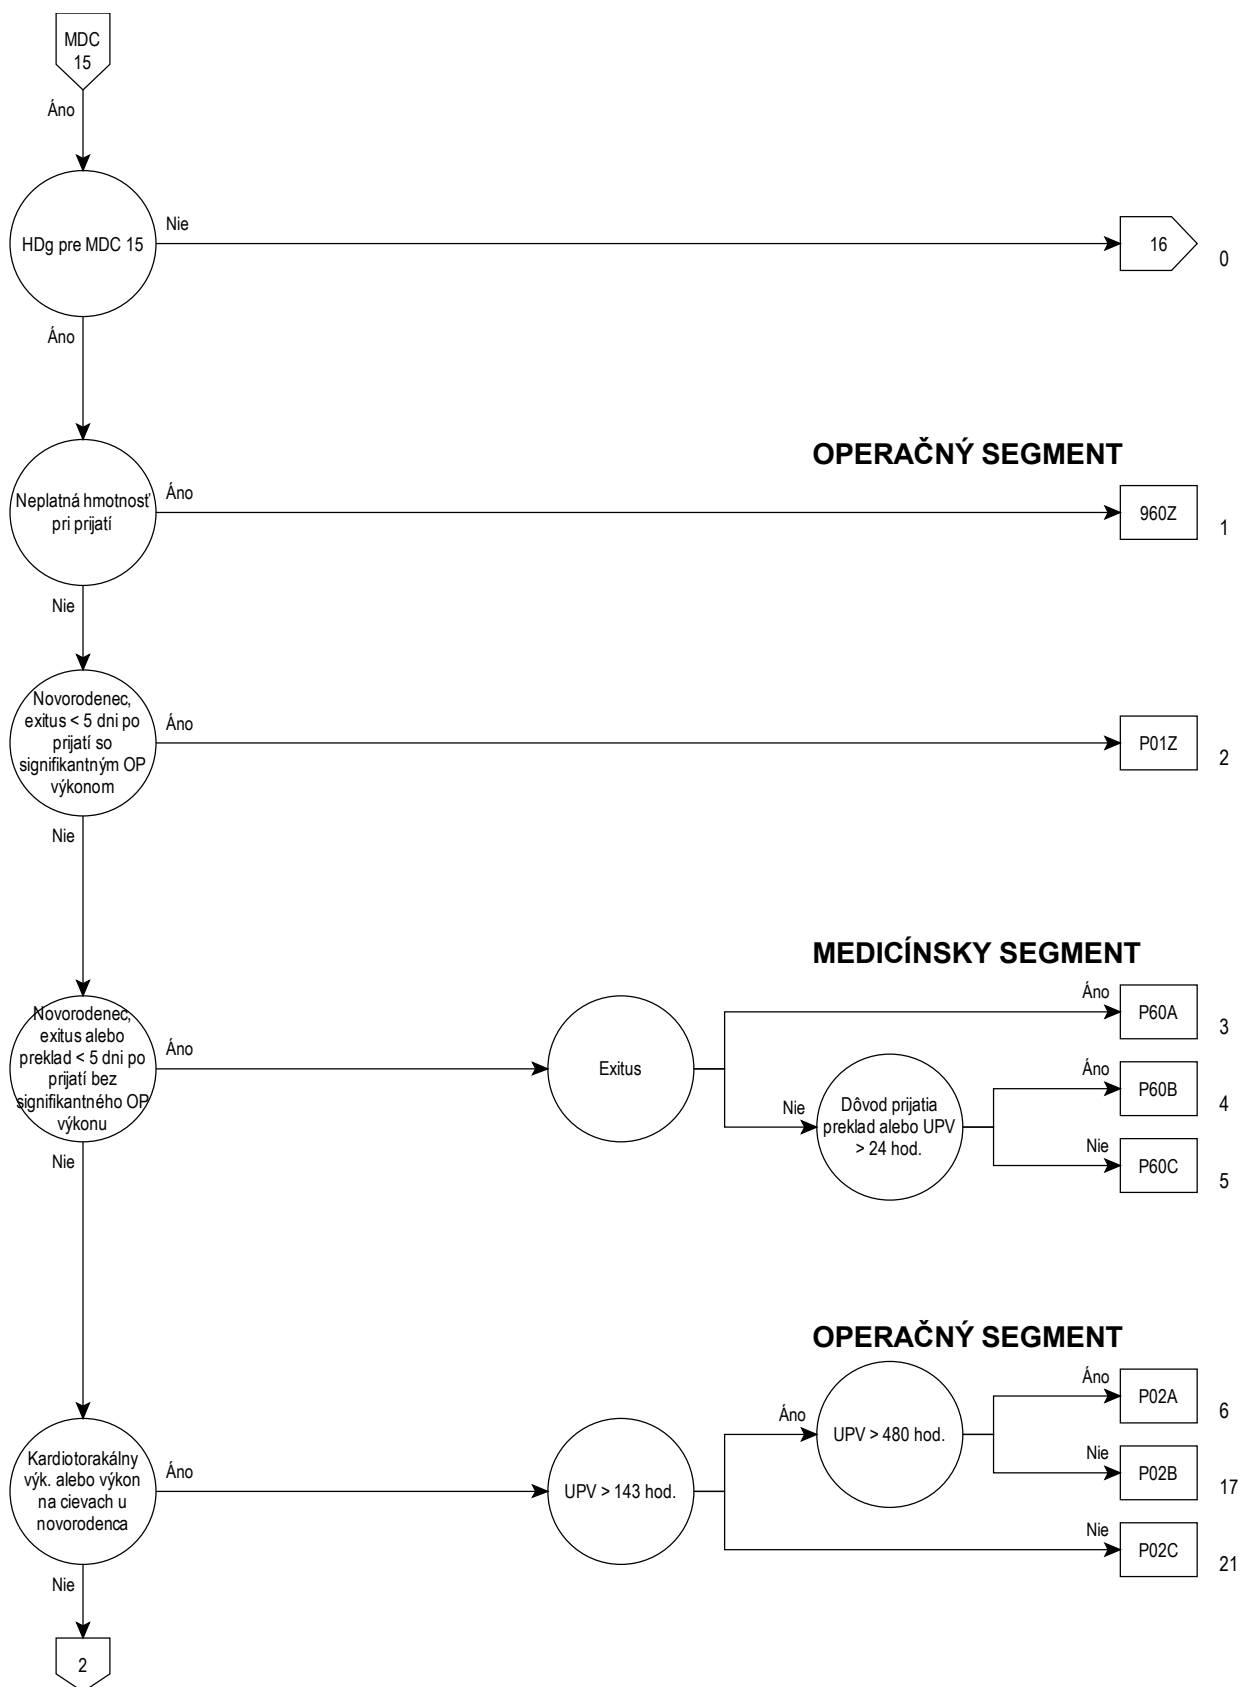 MDC
15
Áno
HDg pre MDC 15
Nie
16
0
Áno
OPERAČNÝ SEGMENT
Neplatná hmotnosť
pri prijatí
Áno
960Z
1
Nie
Novorodenec,
exitus < 5 dni po
prijatí so
signifikantným OP
výkonom
Áno
P01Z
2
Nie
MEDICÍNSKY SEGMENT
Novorodenec,
exitus alebo
preklad < 5 dni po
prijatí bez
signifikantného OP
výkonu
Áno
Exitus
Áno
P60A
3
Nie
Dôvod prijatia
preklad alebo UPV
> 24 hod.
Áno
P60B
4
Nie
P60C
5
Nie
OPERAČNÝ SEGMENT
Kardiotorakálny
výk. alebo výkon
na cievach u
novorodenca
Áno
UPV > 143 hod.
Áno
UPV > 480 hod.
Áno
P02A
6
Nie
P02B
17
Nie
P02C
21
Nie
2